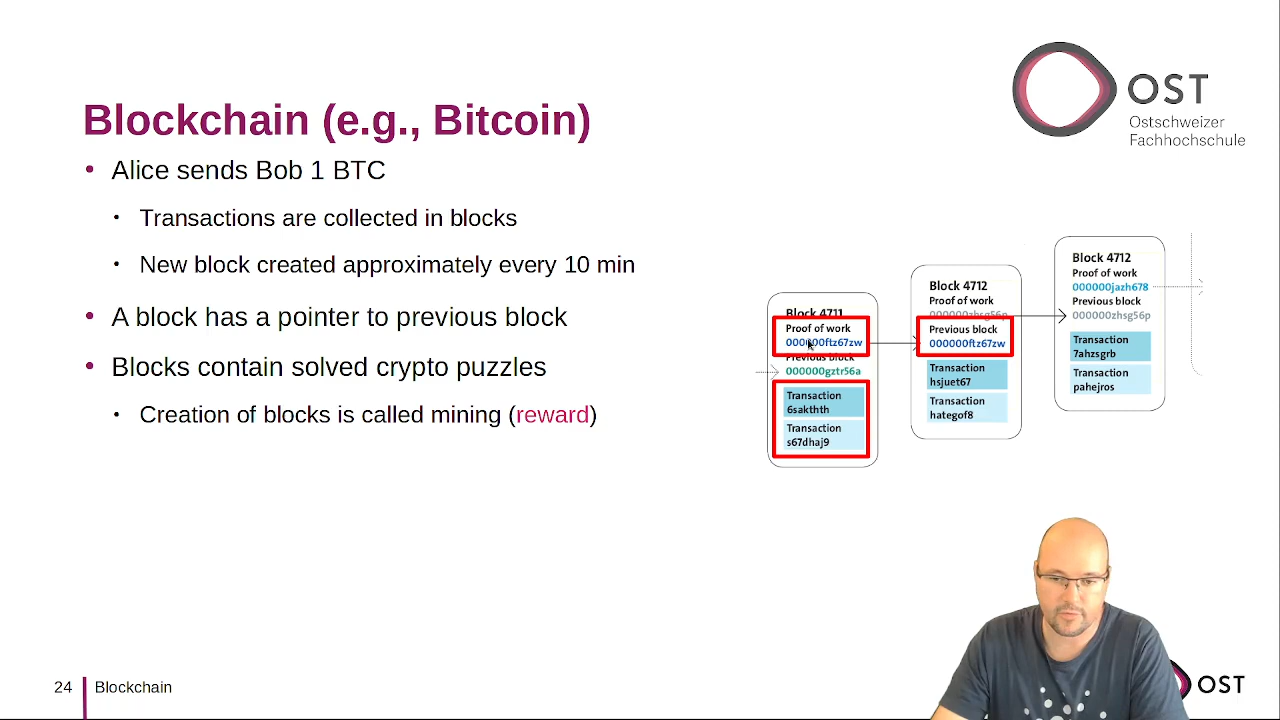 OST
Ostschweizer
Fachhochschule
Blockchain (e.g., Bitcoin)
• Alice sends Bob 1 BTC
• Transactions are collected in blocks
• New block created approximately every 10 min
• A block has a pointer to previous block
• Blocks contain solved crypto puzzles
• Creation of blocks is called mining (reward)
Block 4711
Proof of work
000000ftz67zw
Previous block
000000gztr56a
Transaction
6sakthth
Transaction
s67dhaj9
Block 4712
Proof of work
000000zhsg56p
Previous block
000000ftz67zw
Transaction
hsjuet67
Transaction
hategof8
Block 4712
Proof of work
000000jazh678
Previous block
000000zhsg56p
Transaction
7ahzsgrb
Transaction
pahejros
24
Blockchain
OST